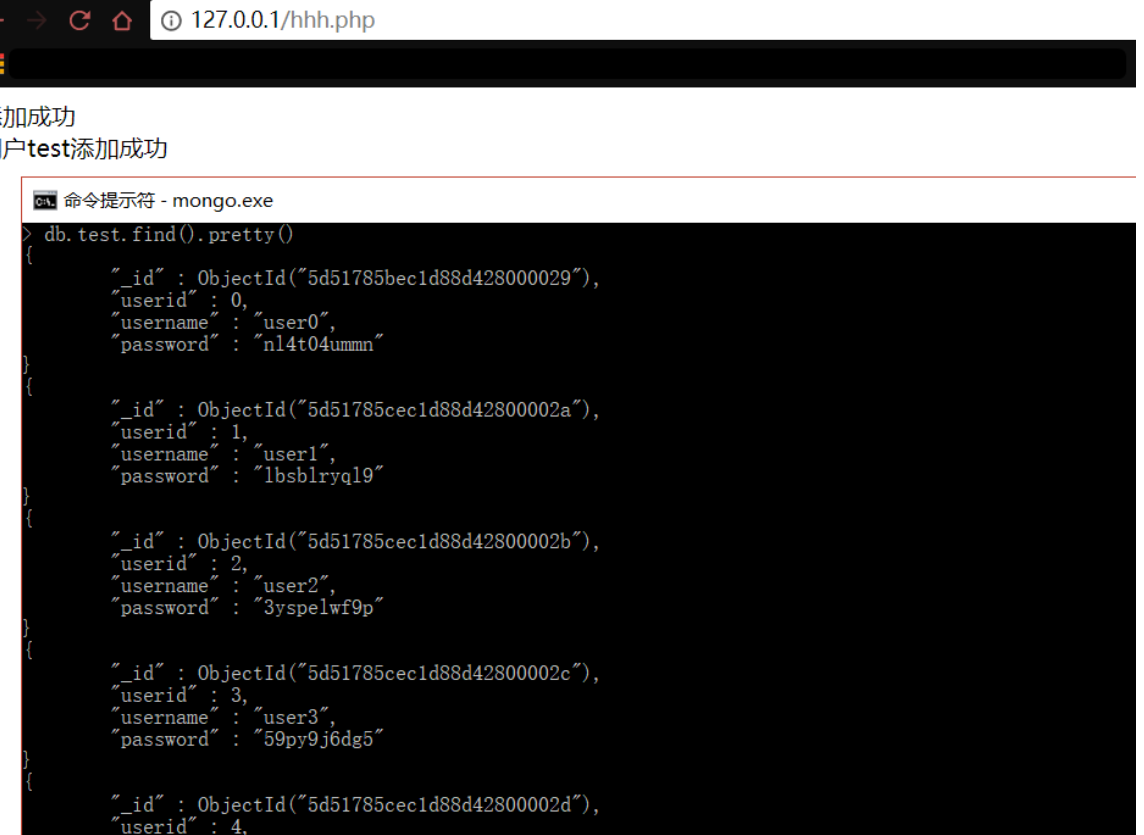 127.0.0.1/hhh.php
加成功
户test添加成功
命令提示符 - mongo.exe
> db.test.find().pretty()
{
"_id" : ObjectId("5d51785bec1d88d428000029"),
"userid" : 0,
"username" : "user0",
"password" : "nl4t04ummn"
}
{
"_id" : ObjectId("5d51785cec1d88d42800002a"),
"userid" : 1,
"username" : "user1",
"password" : "lbsblryql9"
}
{
"_id" : ObjectId("5d51785cec1d88d42800002b"),
"userid" : 2,
"username" : "user2",
"password" : "3yspelwf9p"
}
{
"_id" : ObjectId("5d51785cec1d88d42800002c"),
"userid" : 3,
"username" : "user3",
"password" : "59py9j6dg5"
}
{
"_id" : ObjectId("5d51785cec1d88d42800002d"),
"userid" : 4,